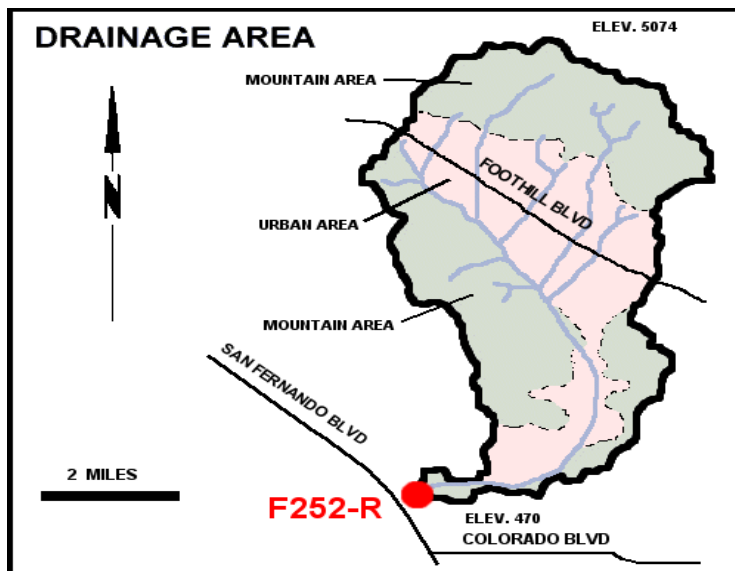 DRAINAGE AREA
ELEV. 5074
MOUNTAIN AREA
FOOTHILL BLVD
N
URBAN AREA
MOUNTAIN AREA
SAN FERNANDO BLVD
2 MILES
F252-R
ELEV. 470
COLORADO BLVD